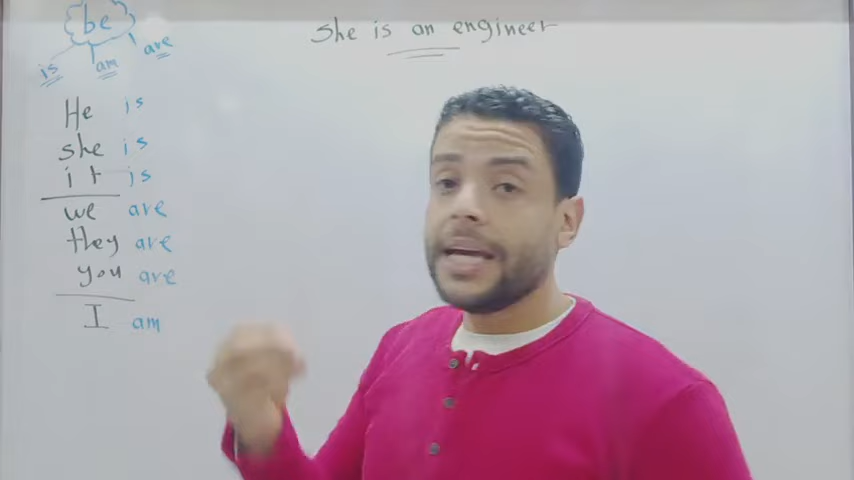 be
is am are
She is an engineer
He is
she is
it is
we are
they are
you are
I am